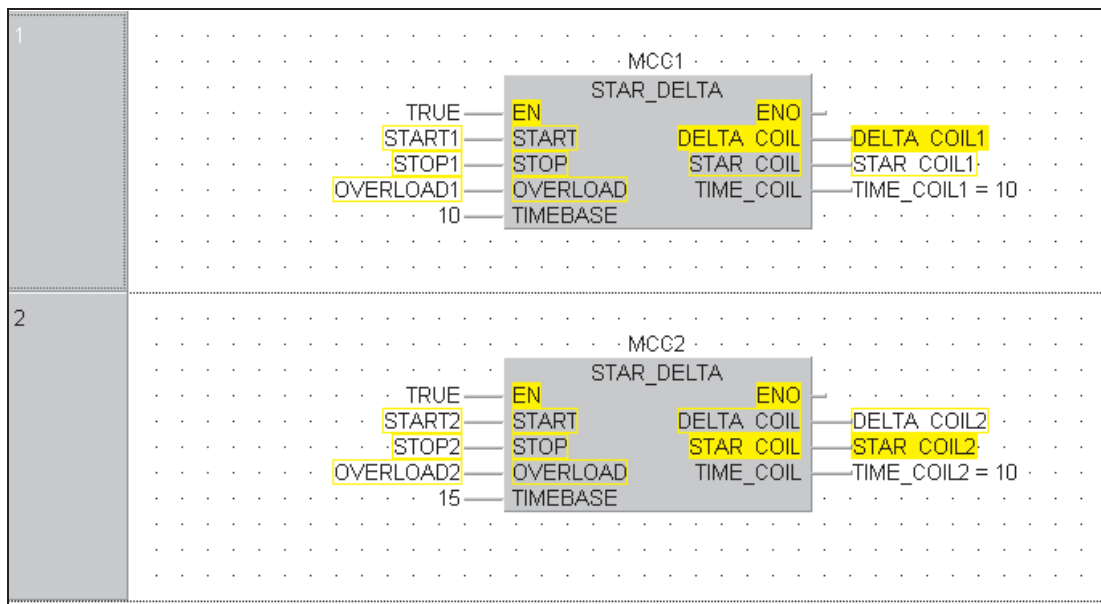 1
MCC1
STAR_DELTA
TRUE EN ENO
START1 START DELTA_COIL DELTA_COIL1
STOP1 STOP STAR_COIL STAR_COIL1
OVERLOAD1 OVERLOAD TIME_COIL TIME_COIL1 = 10
10 TIMEBASE
2
MCC2
STAR_DELTA
TRUE EN ENO
START2 START DELTA_COIL DELTA_COIL2
STOP2 STOP STAR_COIL STAR_COIL2
OVERLOAD2 OVERLOAD TIME_COIL TIME_COIL2 = 10
15 TIMEBASE